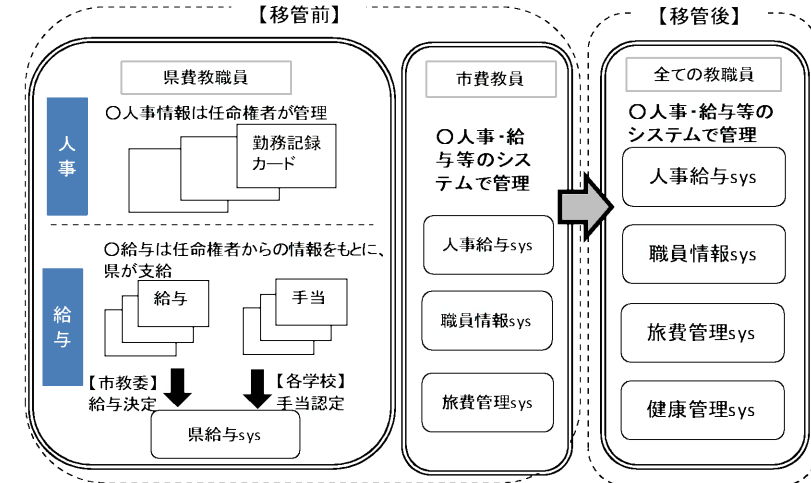 【移管前】
県費教職員
人事
〇人事情報は任命権者が管理
勤務記録
カード
給与
〇給与は任命権者からの情報をもとに、
県が支給
給与
手当
【市教委】
給与決定
【各学校】
手当認定
県給与sys
市費教員
〇人事・給
与等のシス
テムで管理
人事給与sys
職員情報sys
旅費管理sys
【移管後】
全ての教職員
〇人事・給与等の
システムで管理
人事給与sys
職員情報sys
旅費管理sys
健康管理sys